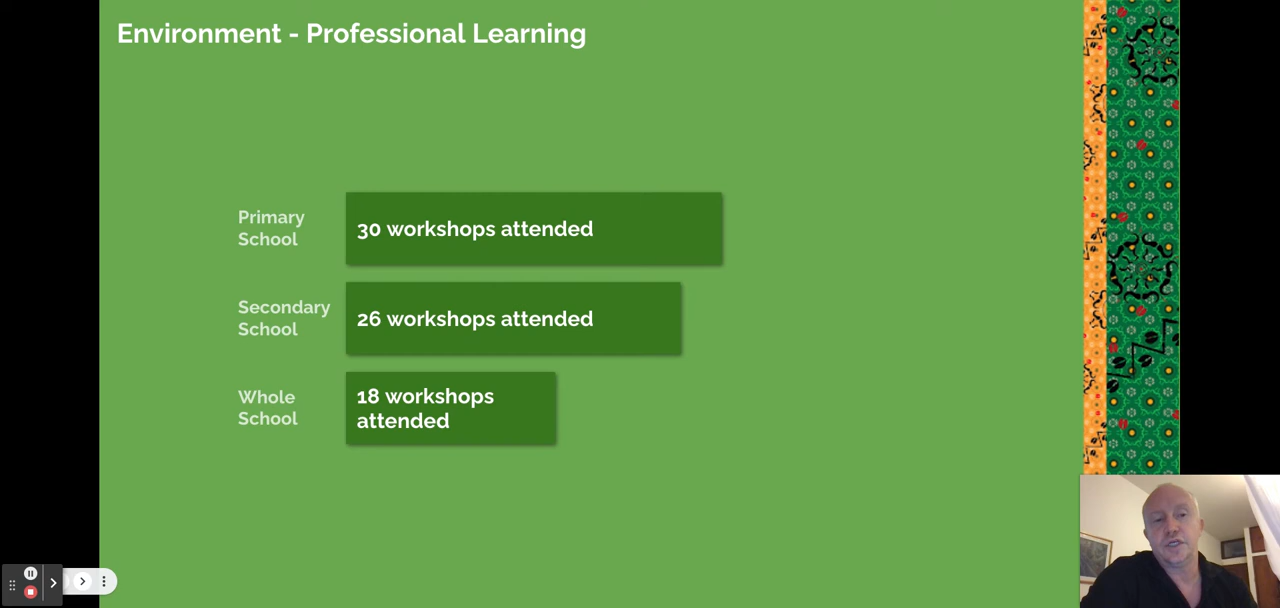 Environment - Professional Learning
Primary
School
30 workshops attended
Secondary
School
26 workshops attended
Whole
School
18 workshops
attended